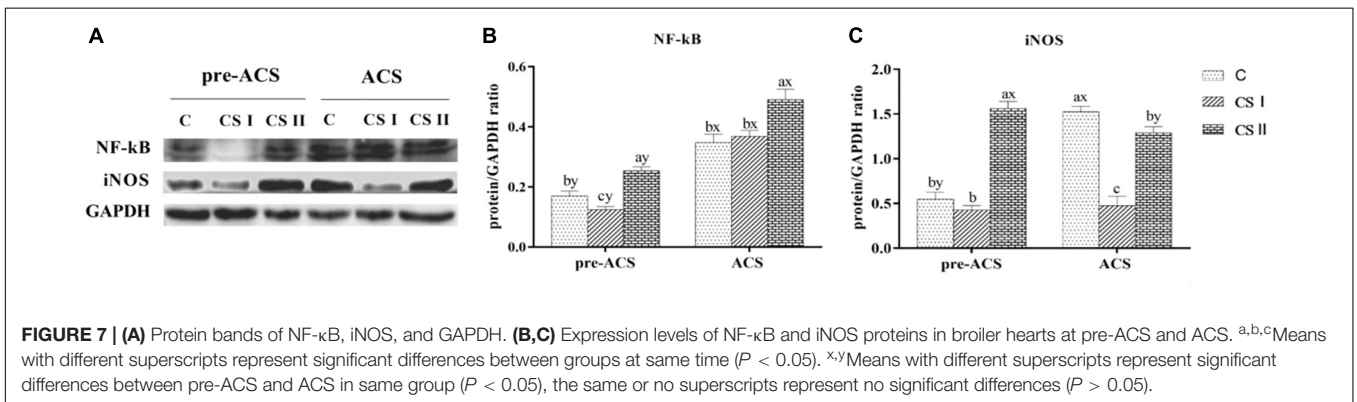 A
pre-ACS ACS
C CS I CS II C CS I CS II
NF-kB
iNOS
GAPDH
B
NF-kB
protein/GAPDH ratio
0.6
0.4
0.2
0.0
by cy ay bx bx ax
pre-ACS ACS
C
iNOS
protein/GAPDH ratio
2.0
1.5
1.0
0.5
0.0
by b ax ax c by
pre-ACS ACS
C
CS I
CS II
FIGURE 7 | (A) Protein bands of NF-κB, iNOS, and GAPDH. (B,C) Expression levels of NF-κB and iNOS proteins in broiler hearts at pre-ACS and ACS. a,b,cMeans
with different superscripts represent significant differences between groups at same time (P < 0.05). x,yMeans with different superscripts represent significant
differences between pre-ACS and ACS in same group (P < 0.05), the same or no superscripts represent no significant differences (P > 0.05).